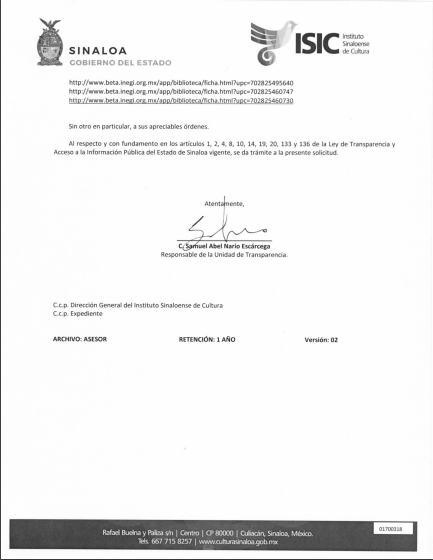 SINALOA
GOBIERNO DEL ESTADO
ISIC Instituto
Sinaloense
de Cultura
http://www.beta.inegi.org.mx/app/biblioteca/ficha.html?upc=702825495640
http://www.beta.inegi.org.mx/app/biblioteca/ficha.html?upc=702825460747
http://www.beta.inegi.org.mx/app/biblioteca/ficha.html?upc=702825460730
Sin otro en particular, a sus apreciables órdenes.
Al respecto y con fundamento en los artículos 1, 2, 4, 8, 10, 14, 19, 20, 133 y 136 de la Ley de Transparencia y
Acceso a la Información Pública del Estado de Sinaloa vigente, se da trámite a la presente solicitud.
Atentamente,
C. Samuel Abel Nario Escárcega
Responsable de la Unidad de Transparencia.
C.c.p. Dirección General del Instituto Sinaloense de Cultura
C.c.p. Expediente
ARCHIVO: ASESOR RETENCIÓN: 1 AÑO Versión: 02
01700318
Rafael Buelna y Paliza s/n | Centro | CP 80000 | Culiacán, Sinaloa, México.
Tels. 667 715 8257 | www.culturasinaloa.gob.mx